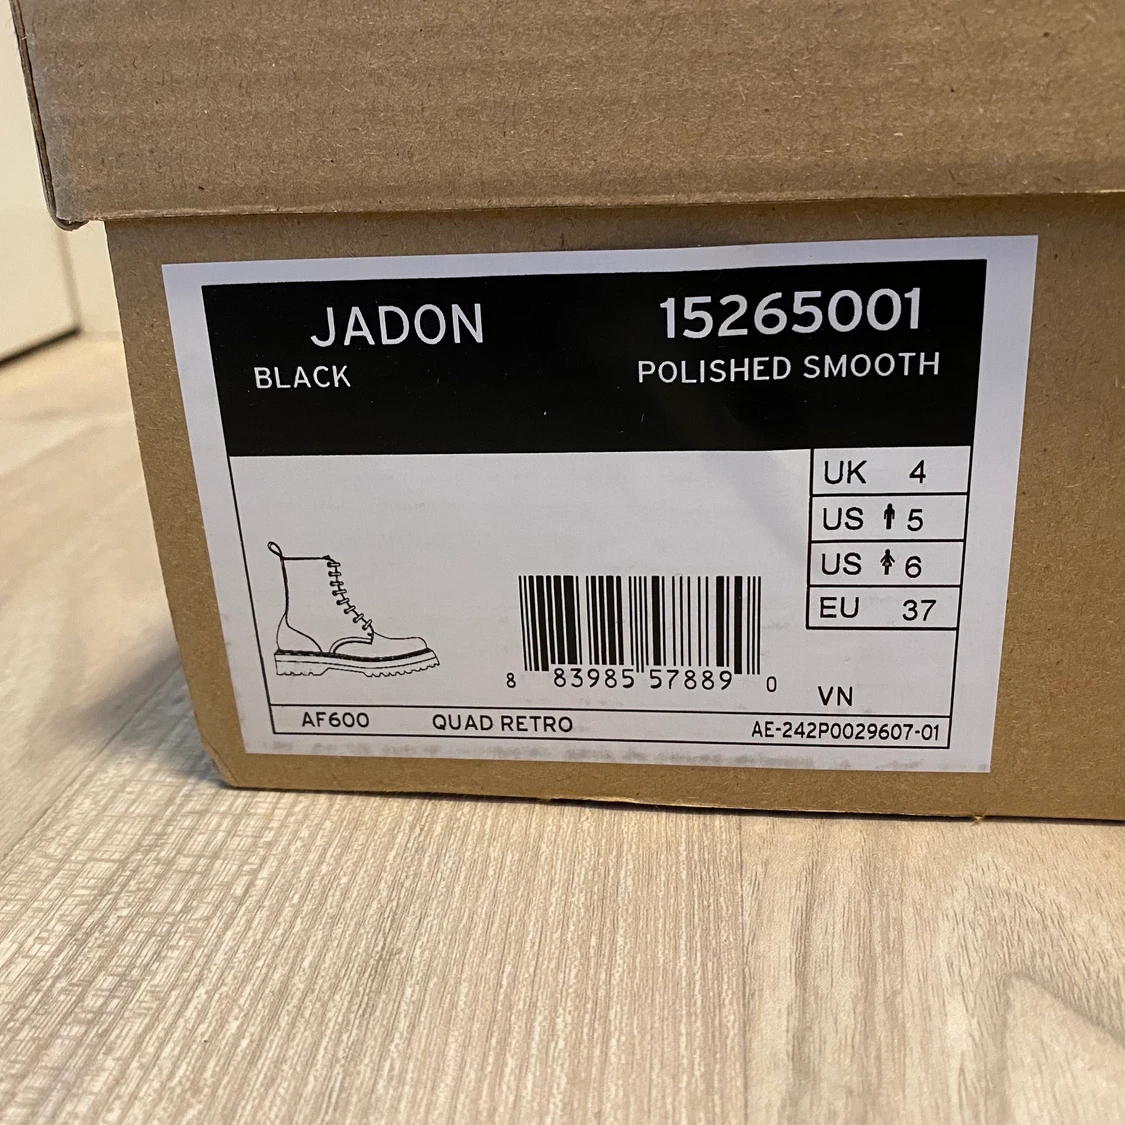 JADON 15265001
BLACK POLISHED SMOOTH
UK 4
US 5
US 6
EU 37
8 83985 57889 0
VN
AF600 QUAD RETRO AE-242P0029607-01